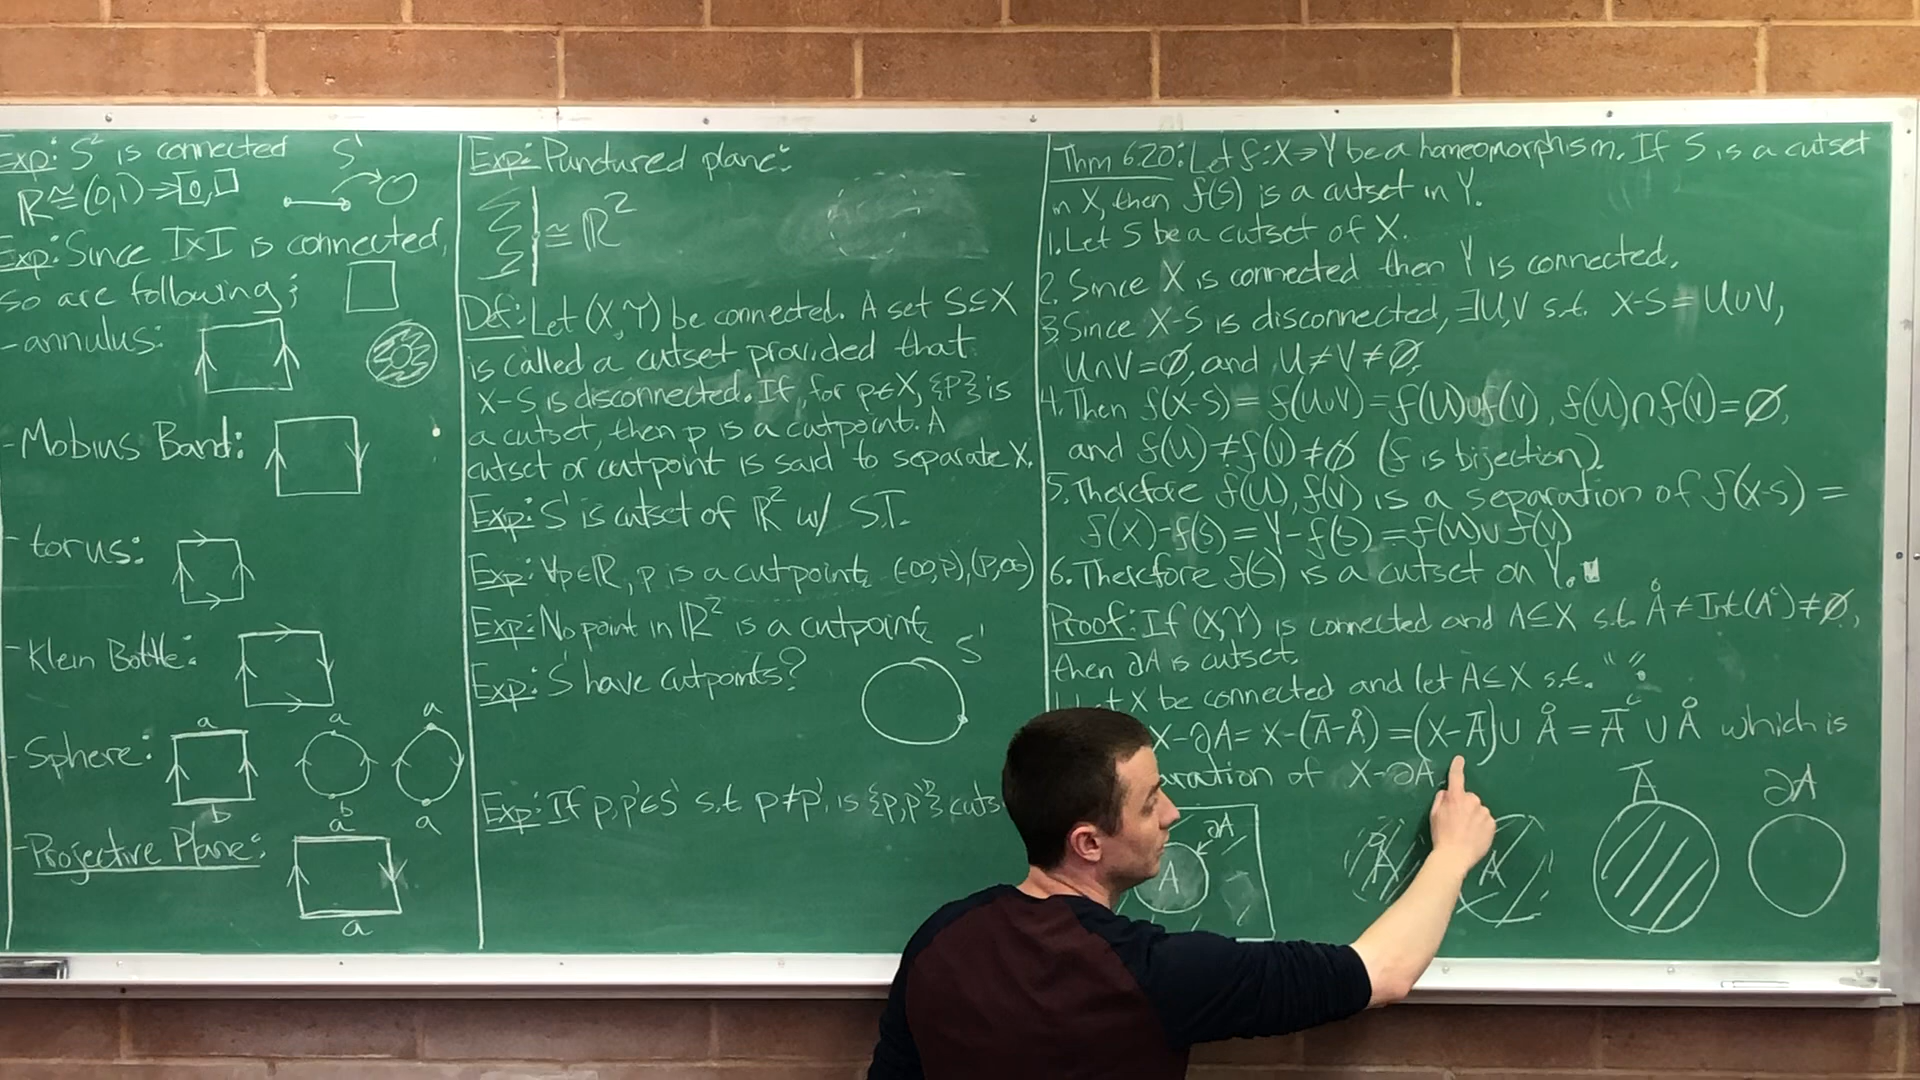 Exp: S² is connected S¹
ℝ≅(0,1)→[0,1]
Exp: Since I×I is connected,
so are following:
- annulus:
- Mobius Band:
- torus:
- Klein Bottle:
- Sphere: a a a
b b a
- Projective Plane: a
a
Exp: Punctured plane:
≅ ℝ²
Def: Let (X,Υ) be connected. A set S⊆X
is called a cutset provided that
X-S is disconnected. If, for p∈X, {p} is
a cutset, then p is a cutpoint. A
cutset or cutpoint is said to separate X.
Exp: S¹ is cutset of ℝ² w/ S.T.
Exp: ∀p∈ℝ, p is a cutpoint, (-∞,p),(p,∞)
Exp: No point in ℝ² is a cutpoint.
Exp: S¹ have cutpoints? S¹
Exp: If p,p'∈S¹ s.t p≠p', is {p,p'} cuts
Thm 6.20: Let f:X→Y be a homeomorphism. If S is a cutset
in X, then f(S) is a cutset in Y.
1. Let S be a cutset of X.
2. Since X is connected then Y is connected.
3. Since X-S is disconnected, ∃U,V s.t. X-S = U∪V,
U∩V=∅, and U≠V≠∅.
4. Then f(X-S) = f(U∪V) = f(U)∪f(V), f(U)∩f(V)=∅,
and f(U)≠f(V)≠∅ (f is bijection).
5. Therefore f(U), f(V) is a separation of f(X-S) =
f(X)-f(S) = Y-f(S) = f(U)∪f(V)
6. Therefore f(S) is a cutset on Y.
Proof: If (X,Υ) is connected and A⊆X s.t. Å≠Int(Aᶜ)≠∅,
then ∂A is cutset.
X be connected and let A⊆X s.t. " "
X-∂A = X-(Ā-Å) = (X-Ā)∪Å = Āᶜ∪Å which is
aration of X-∂A.
A ∂A Å A Ā ∂A